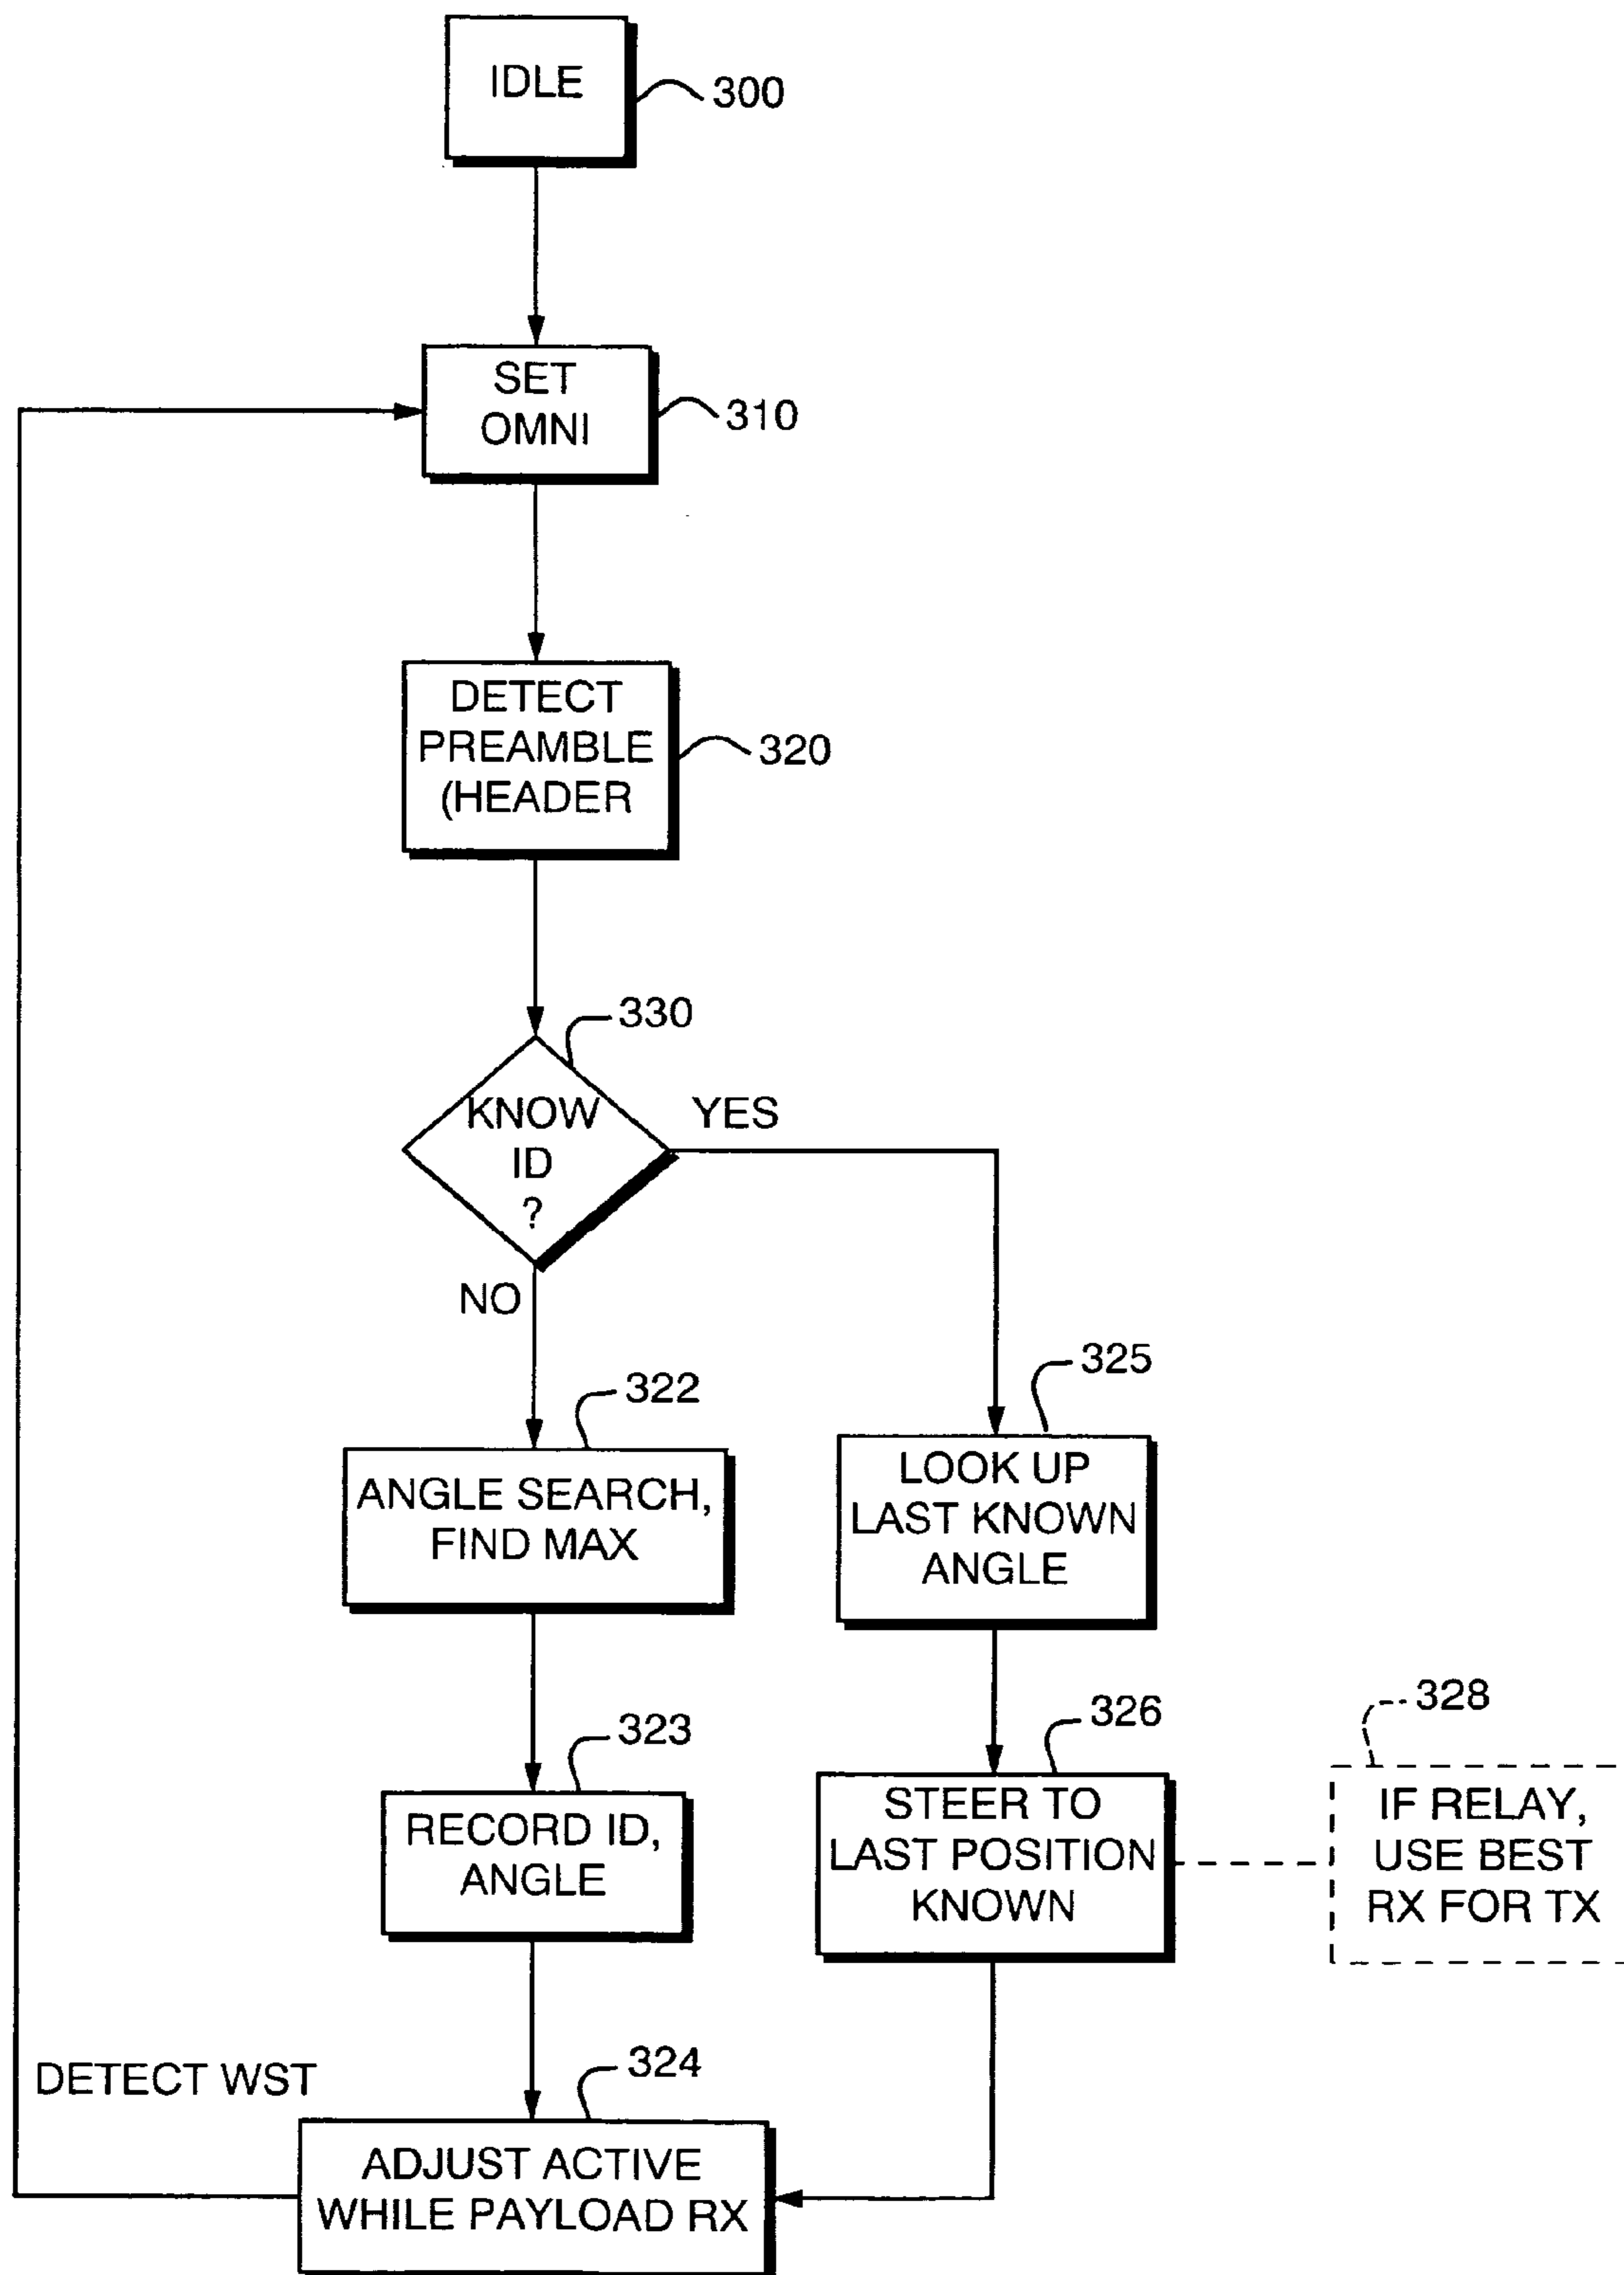 IDLE
300
SET
OMNI
310
DETECT
PREAMBLE
(HEADER
320
330
KNOW
ID
?
YES
NO
322
ANGLE SEARCH,
FIND MAX
325
LOOK UP
LAST KNOWN
ANGLE
323
RECORD ID,
ANGLE
326
STEER TO
LAST POSITION
KNOWN
328
IF RELAY,
USE BEST
RX FOR TX
DETECT WST
324
ADJUST ACTIVE
WHILE PAYLOAD RX